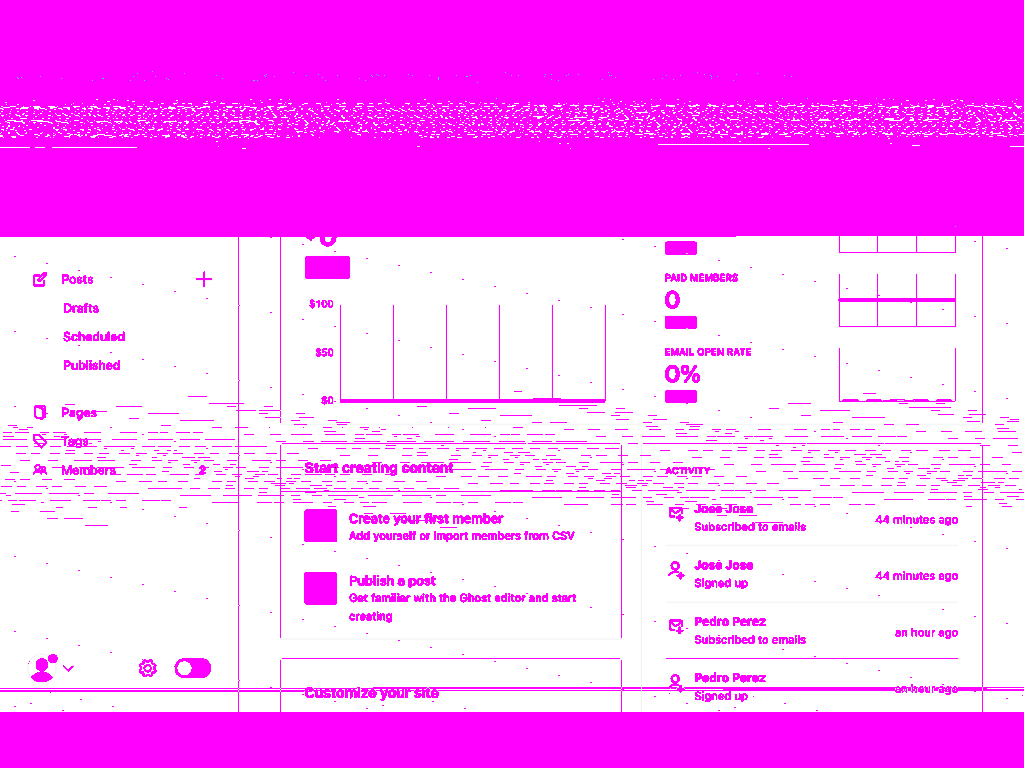 Posts
Drafts
Scheduled
Published
Pages
Tags
Members 2
$100
$50
$0
PAID MEMBERS
0
EMAIL OPEN RATE
0%
Start creating content
Create your first member
Add yourself or import members from CSV
Publish a post
Get familiar with the Ghost editor and start
creating
Customize your site
ACTIVITY
Jose Jose
Subscribed to emails
44 minutes ago
José Jose
Signed up
44 minutes ago
Pedro Perez
Subscribed to emails
an hour ago
Pedro Perez
Signed up
an hour ago